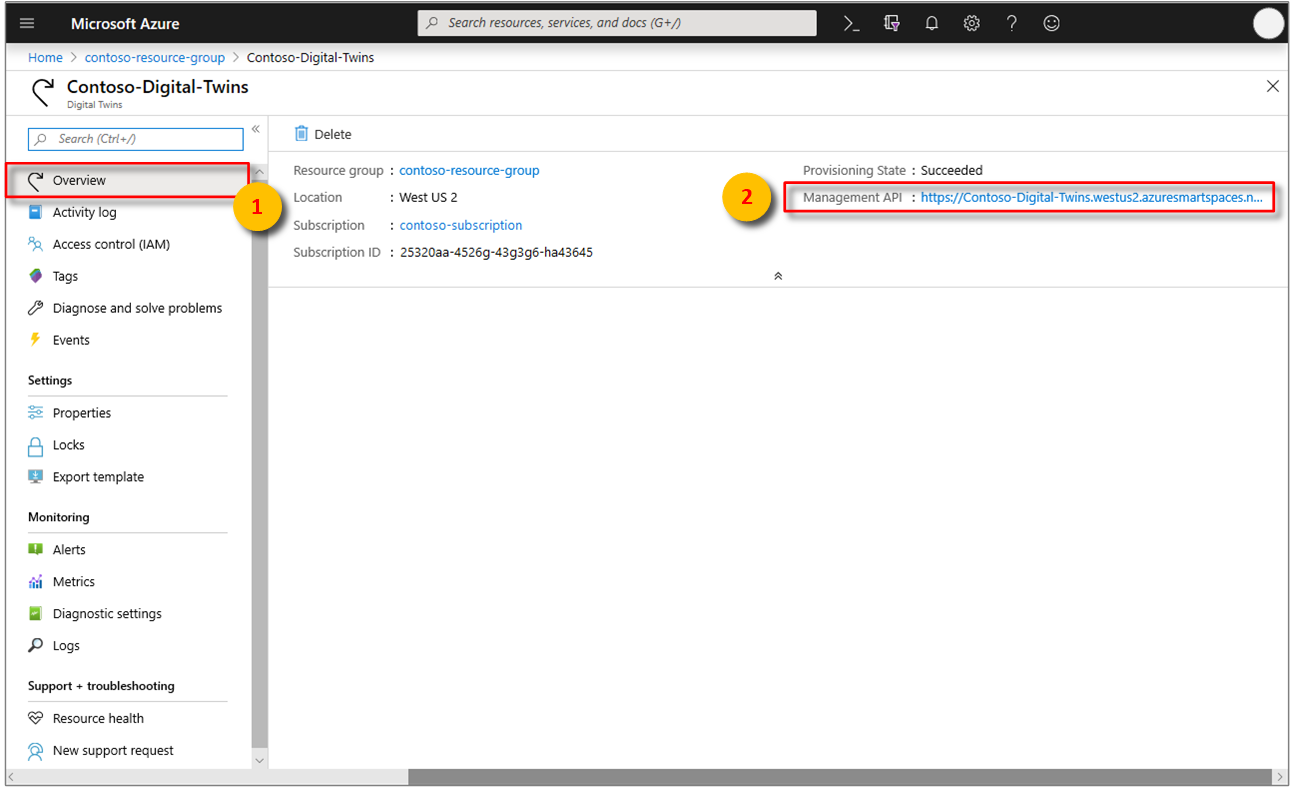 Microsoft Azure
Search resources, services, and docs (G+/)
Home > contoso-resource-group > Contoso-Digital-Twins
Contoso-Digital-Twins
Digital Twins
Search (Ctrl+/)
«
Delete
Overview
1
Activity log
Access control (IAM)
Tags
Diagnose and solve problems
Events
Settings
Properties
Locks
Export template
Monitoring
Alerts
Metrics
Diagnostic settings
Logs
Support + troubleshooting
Resource health
New support request
Resource group : contoso-resource-group
Location : West US 2
Subscription : contoso-subscription
Subscription ID : 25320aa-4526g-43g3g6-ha43645
Provisioning State : Succeeded
2
Management API : https://Contoso-Digital-Twins.westus2.azuresmartspaces.n...